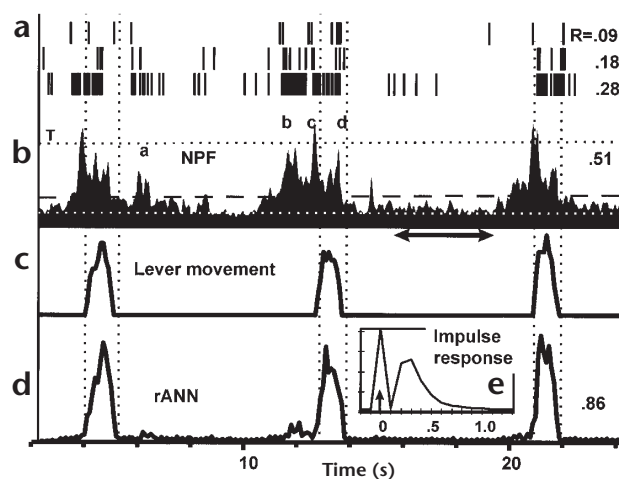 a
R=.09
.18
.28
T
b c d
b
a
NPF
.51
c
Lever movement
d
rANN
Impulse
response
e
0 .5 1.0
.86
10 20
Time (s)